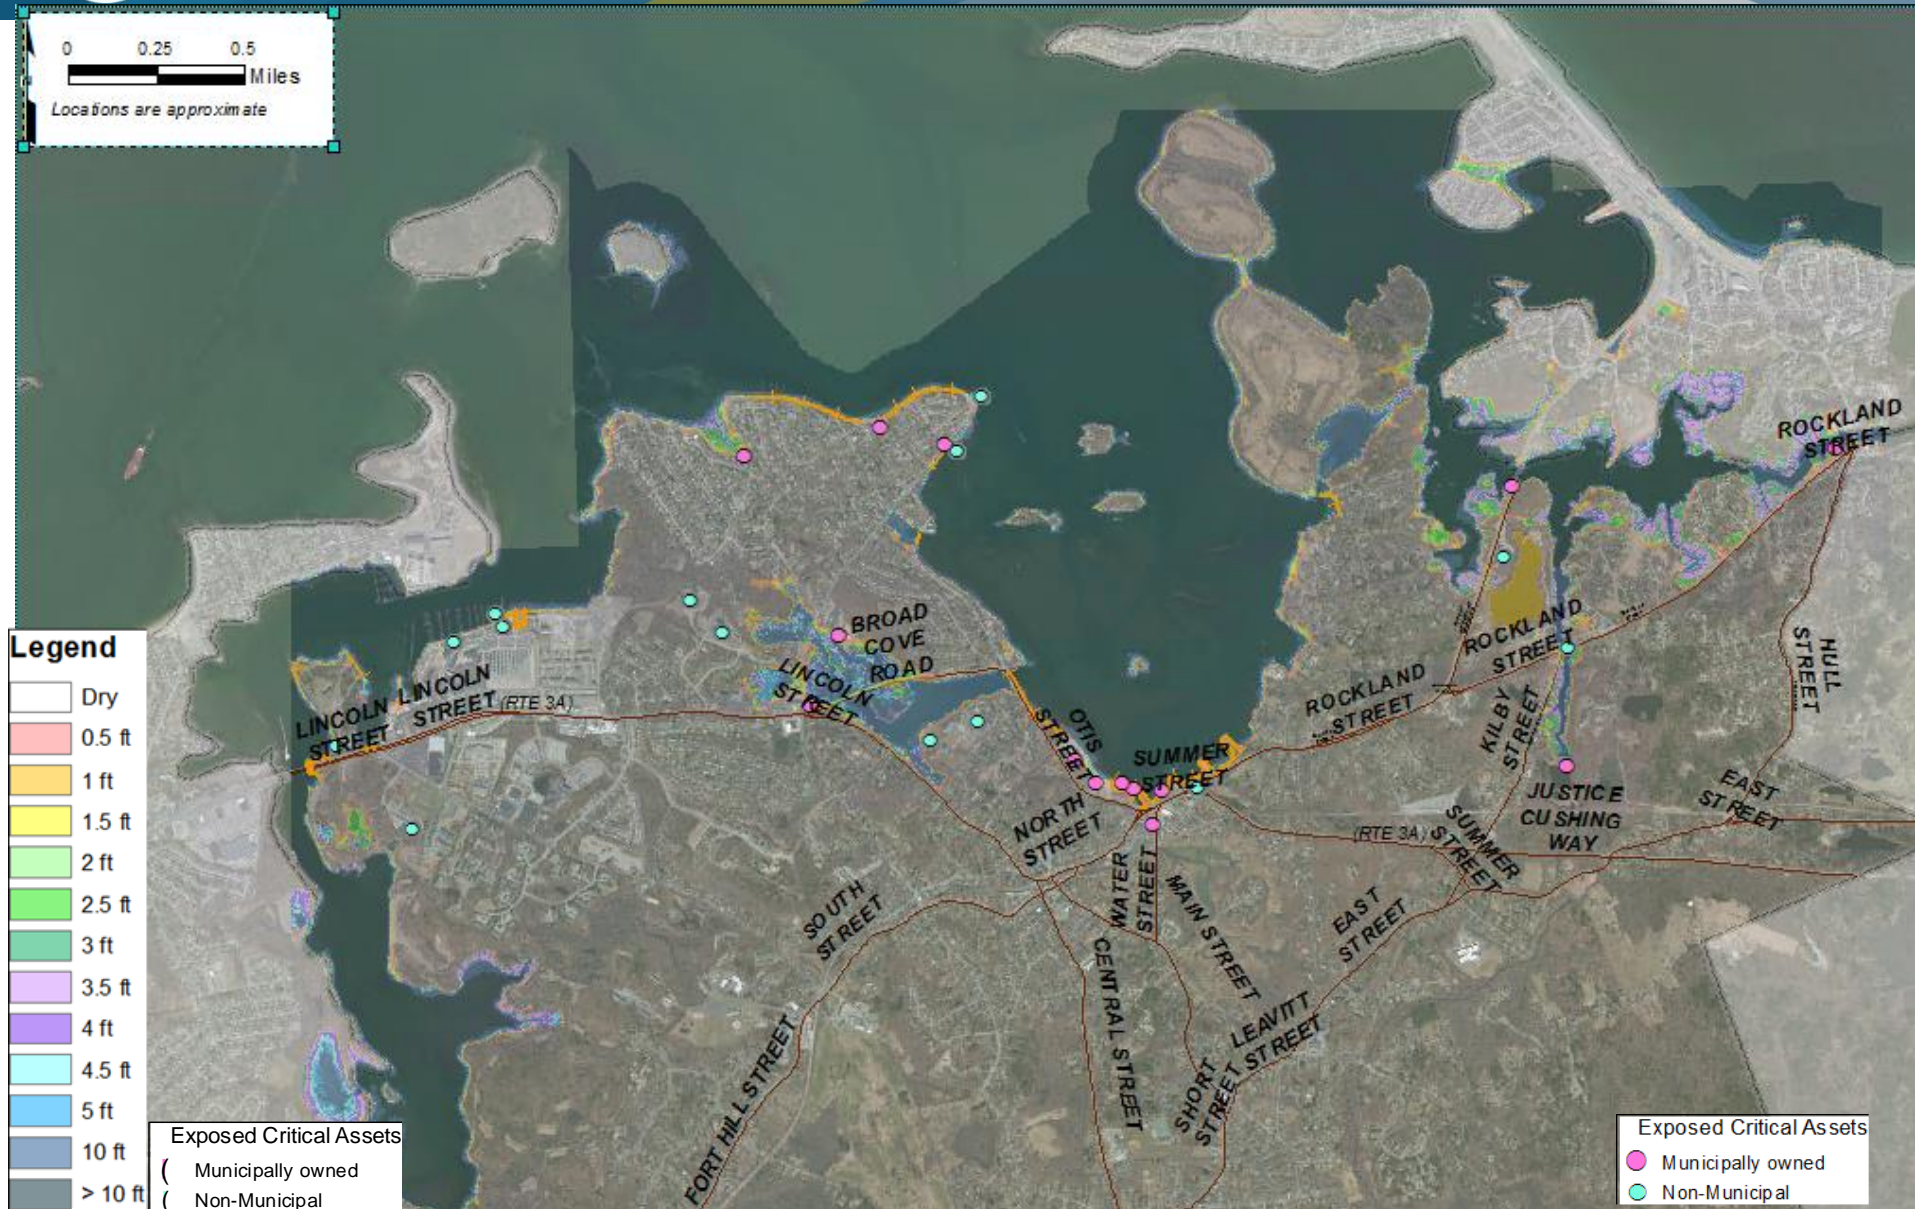 0 0.25 0.5
Miles
Locations are approximate
ROCKLAND
STREET
BROAD
COVE
ROAD
LINCOLN
STREET
LINCOLN
STREET
(RTE 3A)
LINCOLN
STREET
OTIS
STREET
SUMMER
STREET
ROCKLAND
STREET
ROCKLAND
STREET
KILBY
STREET
HULL
STREET
NORTH
STREET
JUSTICE
CUSHING
WAY
EAST
STREET
(RTE 3A)
SUMMER
STREET
WATER
STREET
MAIN STREET
SOUTH
STREET
EAST
STREET
CENTRAL STREET
LEAVITT
STREET
SHORT
STREET
FORT HILL STREET
Legend
Dry
0.5 ft
1 ft
1.5 ft
2 ft
2.5 ft
3 ft
3.5 ft
4 ft
4.5 ft
5 ft
10 ft
> 10 ft
Exposed Critical Assets
( Municipally owned
( Non-Municipal
Exposed Critical Assets
Municipally owned
Non-Municipal